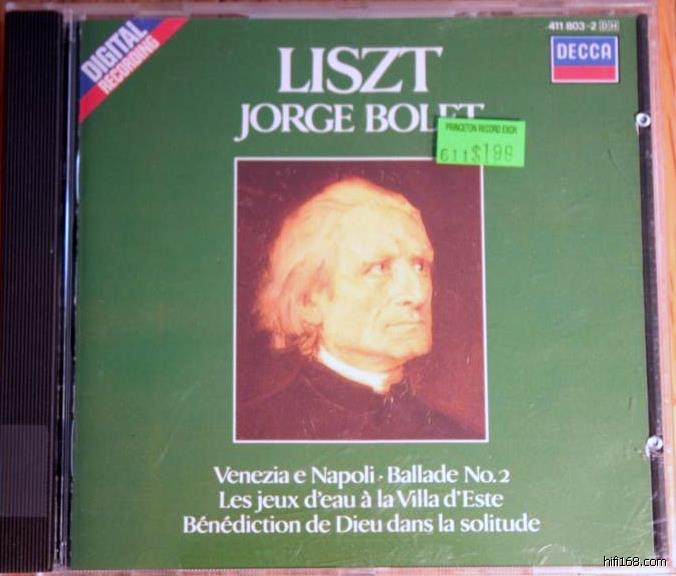 DIGITAL
RECORDING
411 803-2 DH
DECCA
LISZT
JORGE BOLET
PRINCETON RECORD EXCH
611 $1.99
Venezia e Napoli · Ballade No. 2
Les jeux d'eau à la Villa d'Este
Bénédiction de Dieu dans la solitude
hifi168.com